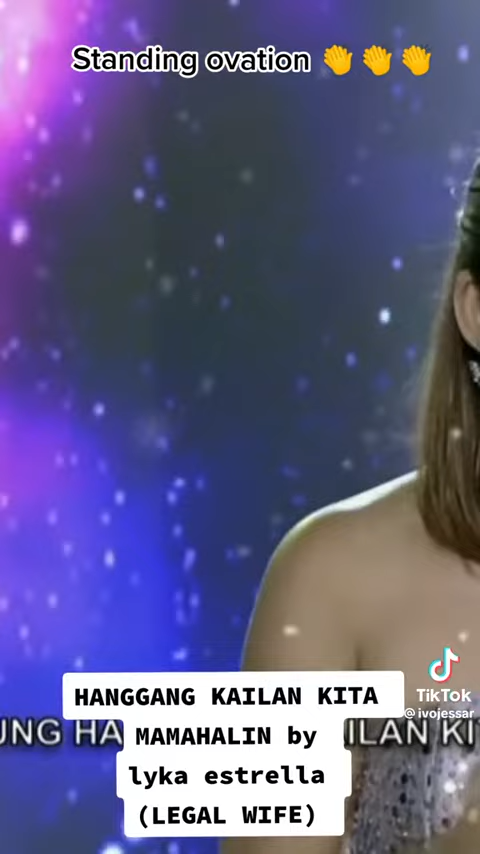 Standing ovation 👏 👏 👏
HANGGANG KAILAN KITA
MAMAHALIN by
lyka estrella
(LEGAL WIFE)
TikTok
@ivojessar